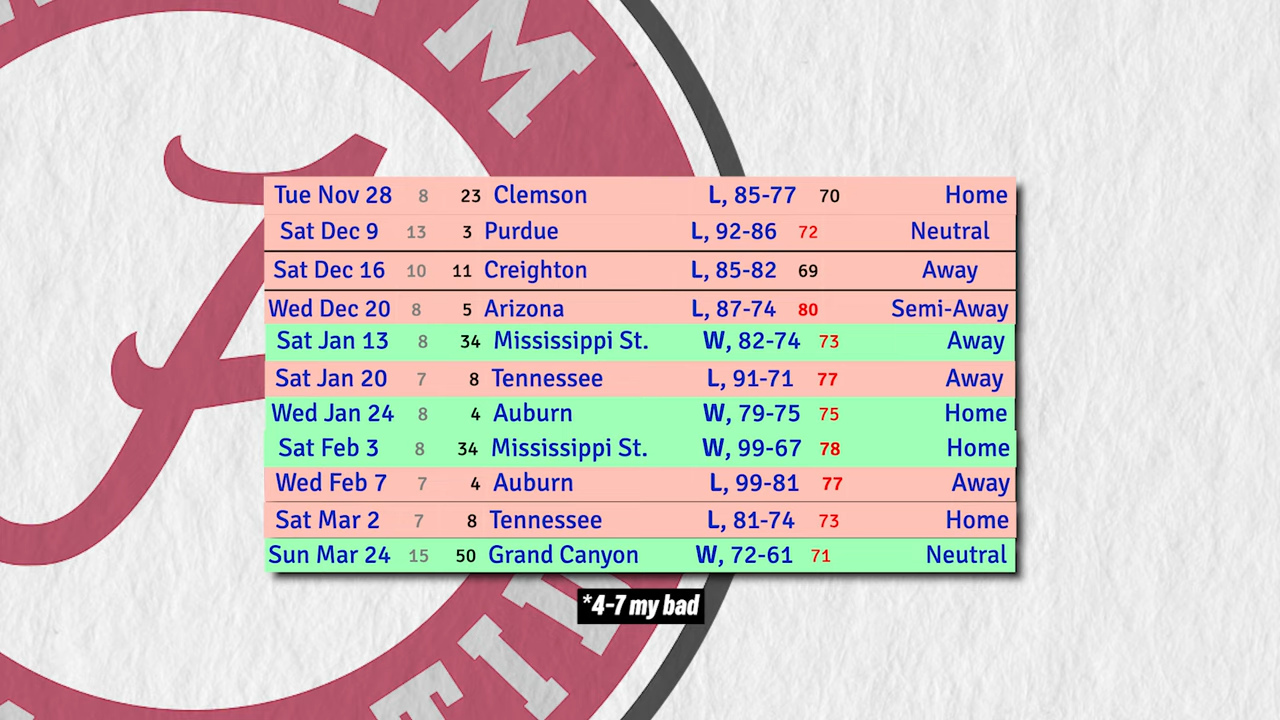 Tue Nov 28 8 23 Clemson L, 85-77 70 Home
Sat Dec 9 13 3 Purdue L, 92-86 72 Neutral
Sat Dec 16 10 11 Creighton L, 85-82 69 Away
Wed Dec 20 8 5 Arizona L, 87-74 80 Semi-Away
Sat Jan 13 8 34 Mississippi St. W, 82-74 73 Away
Sat Jan 20 7 8 Tennessee L, 91-71 77 Away
Wed Jan 24 8 4 Auburn W, 79-75 75 Home
Sat Feb 3 8 34 Mississippi St. W, 99-67 78 Home
Wed Feb 7 7 4 Auburn L, 99-81 77 Away
Sat Mar 2 7 8 Tennessee L, 81-74 73 Home
Sun Mar 24 15 50 Grand Canyon W, 72-61 71 Neutral
*4-7 my bad